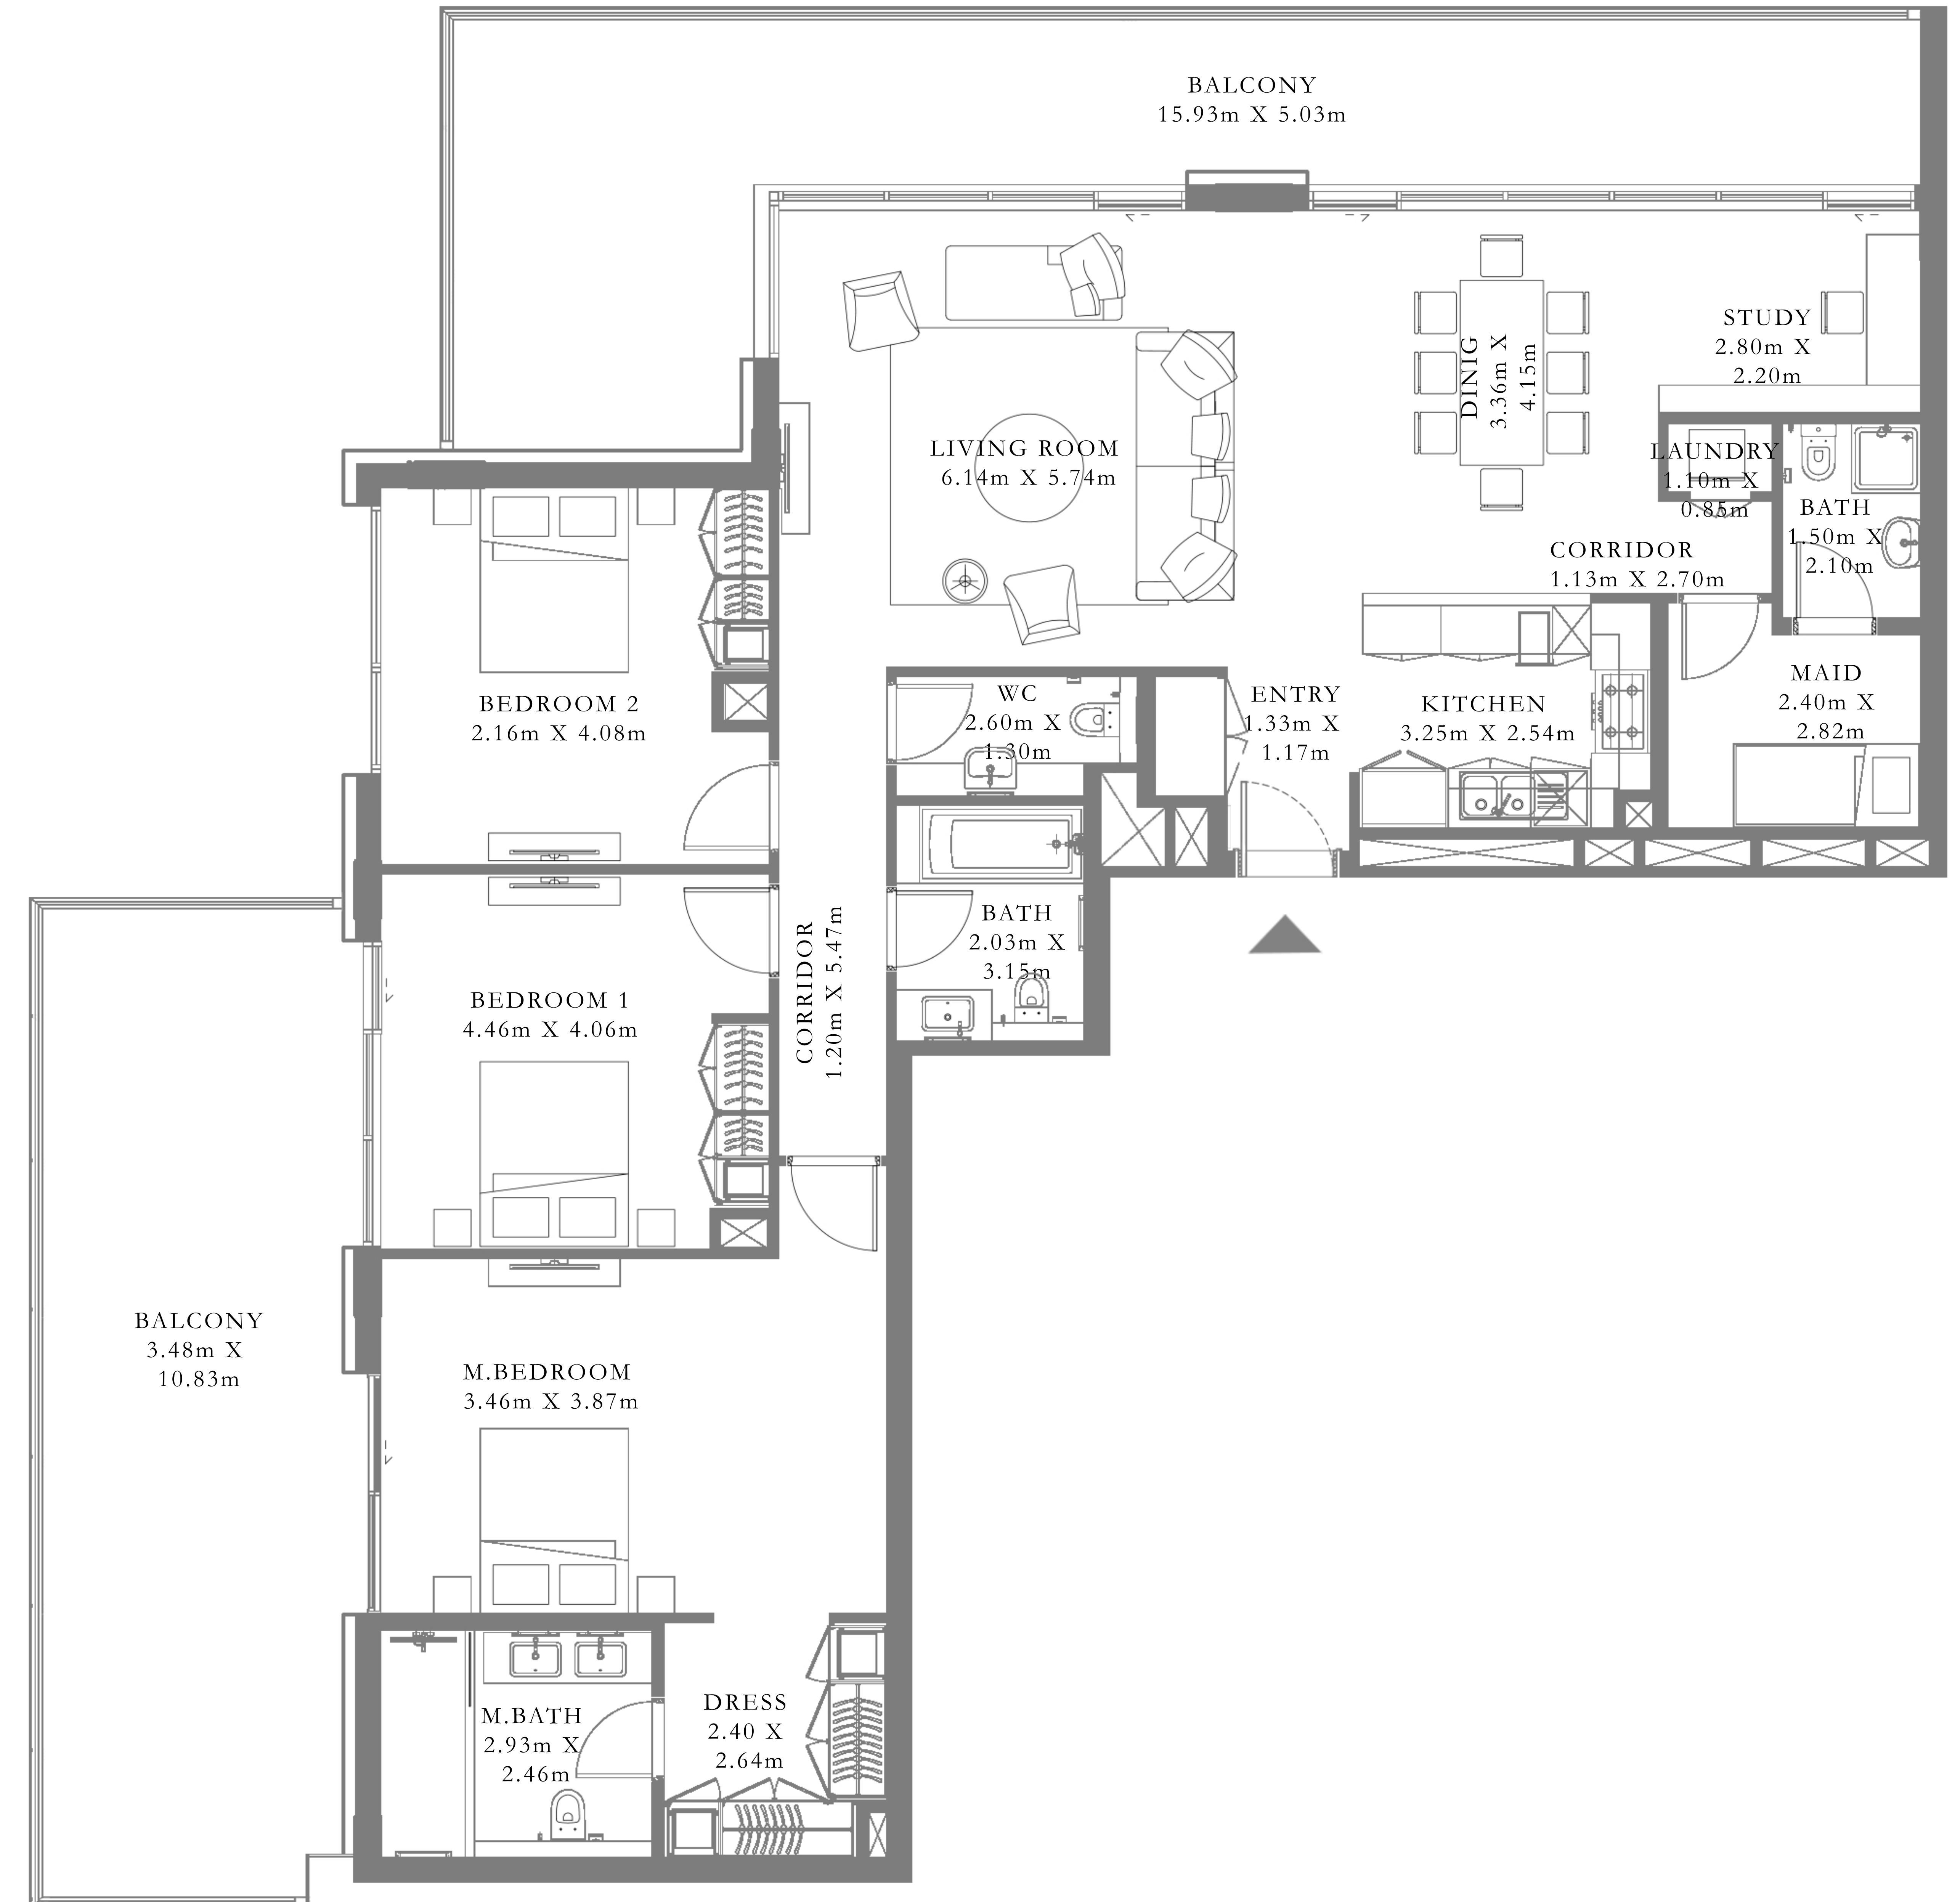 BALCONY
15.93m X 5.03m
STUDY
2.80m X
2.20m
DINIG
3.36m X
4.15m
LIVING ROOM
6.14m X 5.74m
LAUNDRY
1.10m X
0.85m
BATH
1.50m X
2.10m
CORRIDOR
1.13m X 2.70m
BEDROOM 2
2.16m X 4.08m
WC
2.60m X
1.30m
ENTRY
1.33m X
1.17m
KITCHEN
3.25m X 2.54m
MAID
2.40m X
2.82m
BATH
2.03m X
3.15m
CORRIDOR
1.20m X 5.47m
BEDROOM 1
4.46m X 4.06m
BALCONY
3.48m X
10.83m
M.BEDROOM
3.46m X 3.87m
M.BATH
2.93m X
2.46m
DRESS
2.40 X
2.64m